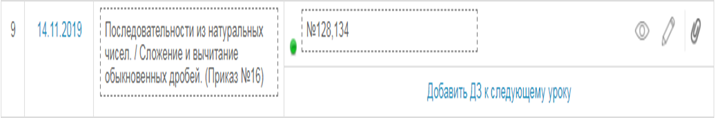 9
14.11.2019
Последовательности из натуральных
чисел. / Сложение и вычитание
обыкновенных дробей. (Приказ №16)
№128,134
Добавить ДЗ к следующему уроку